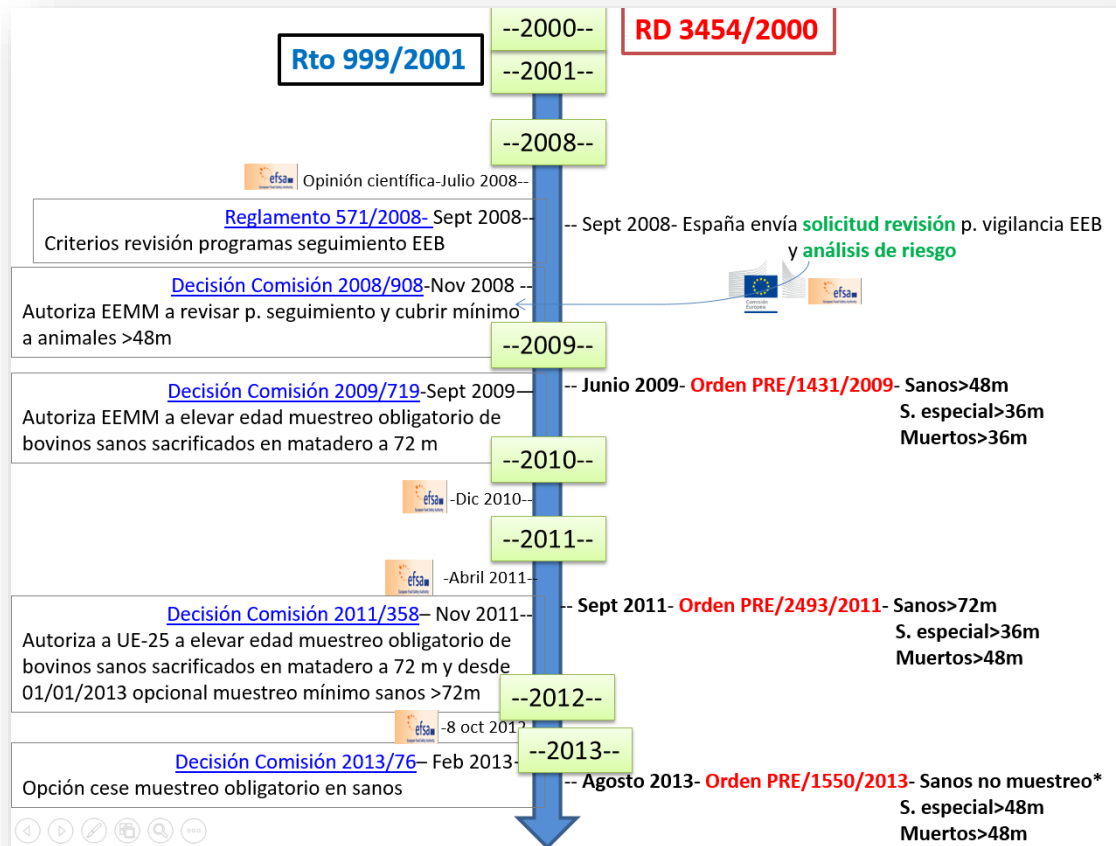 --2000--
RD 3454/2000
Rto 999/2001
--2001--
--2008--
efsa
Opinión científica-Julio 2008--
Reglamento 571/2008- Sept 2008--
Criterios revisión programas seguimiento EEB
-- Sept 2008- España envía solicitud revisión p. vigilancia EEB
y análisis de riesgo
Comisión
Europea
efsa
Decisión Comisión 2008/908-Nov 2008 --
Autoriza EEMM a revisar p. seguimiento y cubrir mínimo
a animales >48m
--2009--
Decisión Comisión 2009/719-Sept 2009—
Autoriza EEMM a elevar edad muestreo obligatorio de
bovinos sanos sacrificados en matadero a 72 m
-- Junio 2009- Orden PRE/1431/2009- Sanos>48m
S. especial>36m
Muertos>36m
--2010--
efsa
-Dic 2010--
--2011--
efsa
-Abril 2011--
Decisión Comisión 2011/358– Nov 2011--
Autoriza a UE-25 a elevar edad muestreo obligatorio de
bovinos sanos sacrificados en matadero a 72 m y desde
01/01/2013 opcional muestreo mínimo sanos >72m
-- Sept 2011- Orden PRE/2493/2011- Sanos>72m
S. especial>36m
Muertos>48m
--2012--
efsa
-8 oct 2012
--2013--
Decisión Comisión 2013/76– Feb 2013-
Opción cese muestreo obligatorio en sanos
-- Agosto 2013- Orden PRE/1550/2013- Sanos no muestreo*
S. especial>48m
Muertos>48m